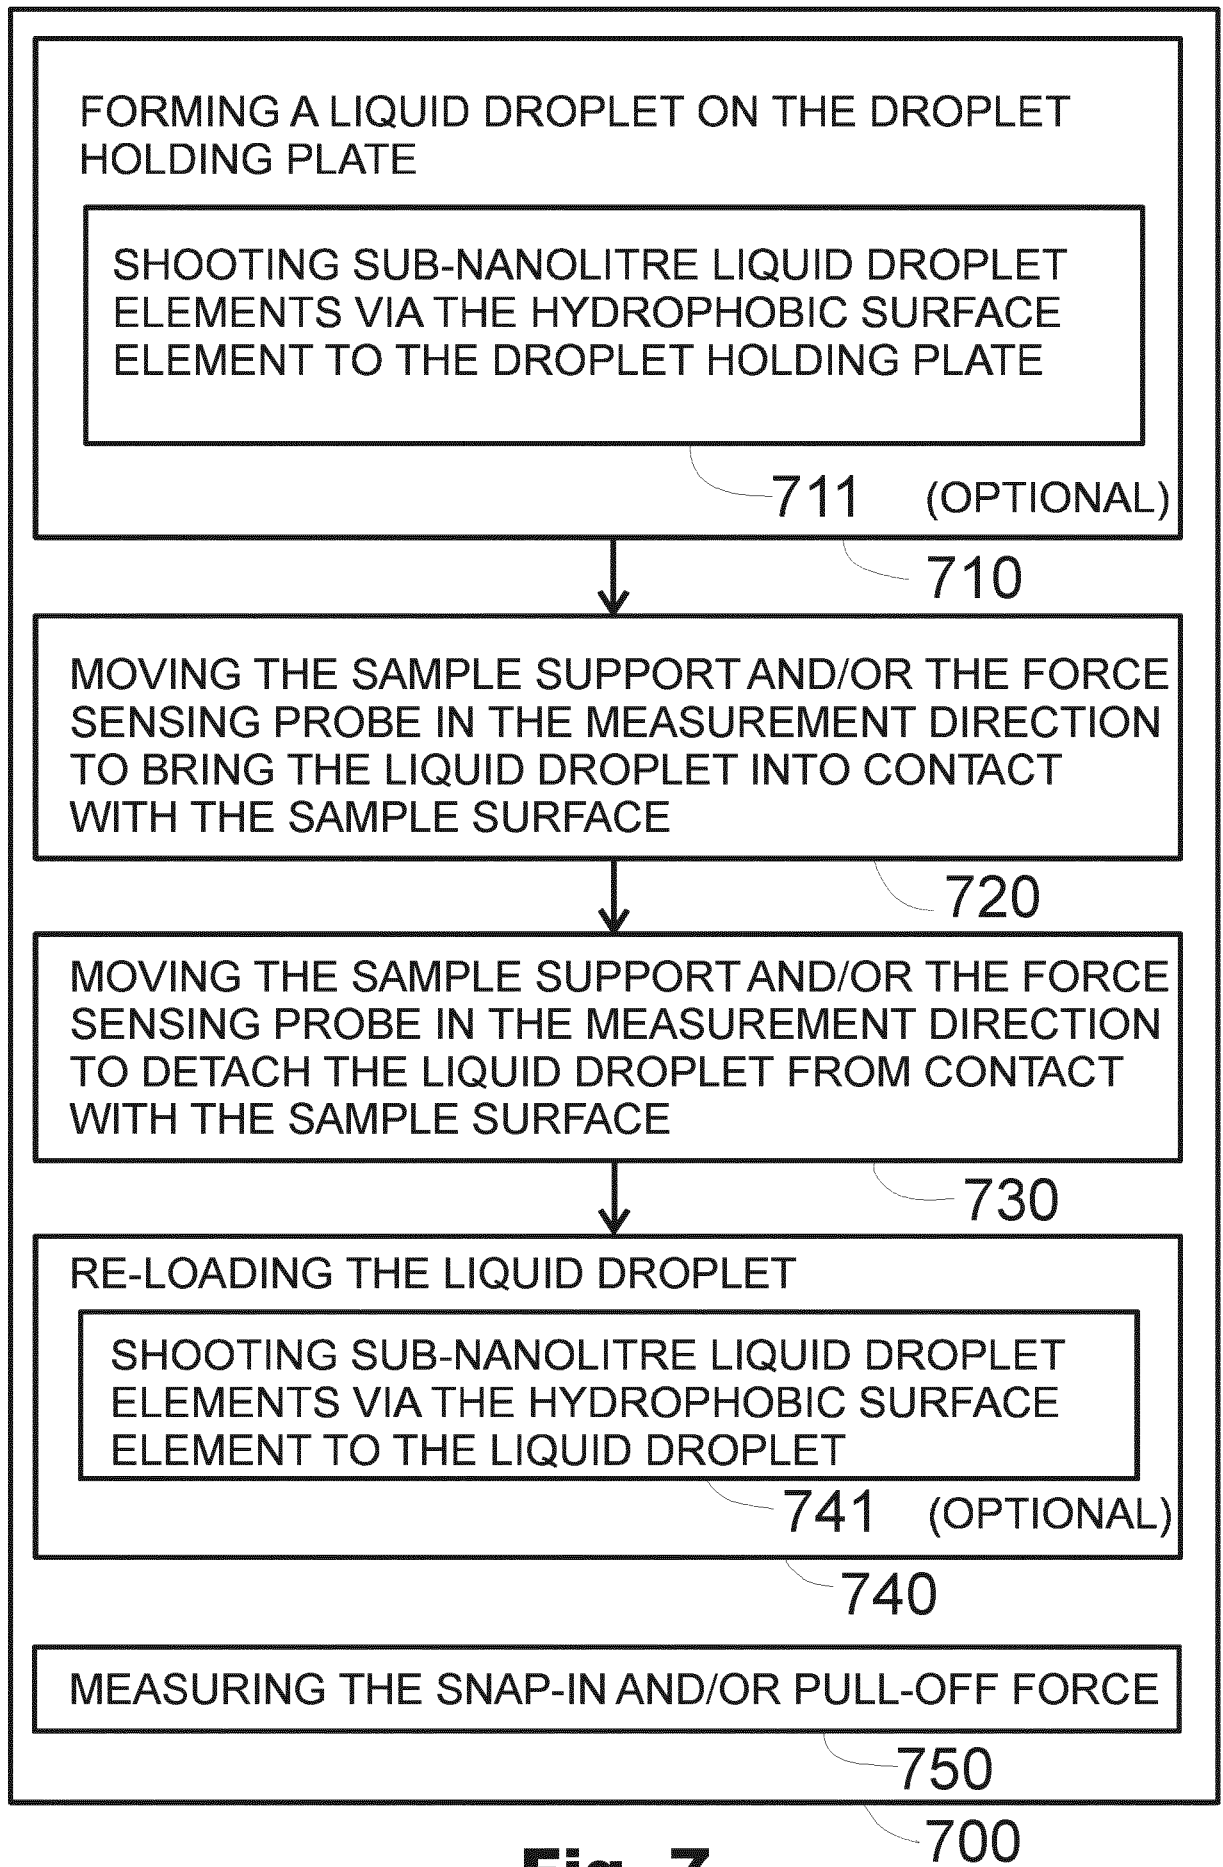 FORMING A LIQUID DROPLET ON THE DROPLET
HOLDING PLATE
SHOOTING SUB-NANOLITRE LIQUID DROPLET
ELEMENTS VIA THE HYDROPHOBIC SURFACE
ELEMENT TO THE DROPLET HOLDING PLATE
711 (OPTIONAL)
710
MOVING THE SAMPLE SUPPORT AND/OR THE FORCE
SENSING PROBE IN THE MEASUREMENT DIRECTION
TO BRING THE LIQUID DROPLET INTO CONTACT
WITH THE SAMPLE SURFACE
720
MOVING THE SAMPLE SUPPORT AND/OR THE FORCE
SENSING PROBE IN THE MEASUREMENT DIRECTION
TO DETACH THE LIQUID DROPLET FROM CONTACT
WITH THE SAMPLE SURFACE
730
RE-LOADING THE LIQUID DROPLET
SHOOTING SUB-NANOLITRE LIQUID DROPLET
ELEMENTS VIA THE HYDROPHOBIC SURFACE
ELEMENT TO THE LIQUID DROPLET
741 (OPTIONAL)
740
MEASURING THE SNAP-IN AND/OR PULL-OFF FORCE
750
700
Fig. 7